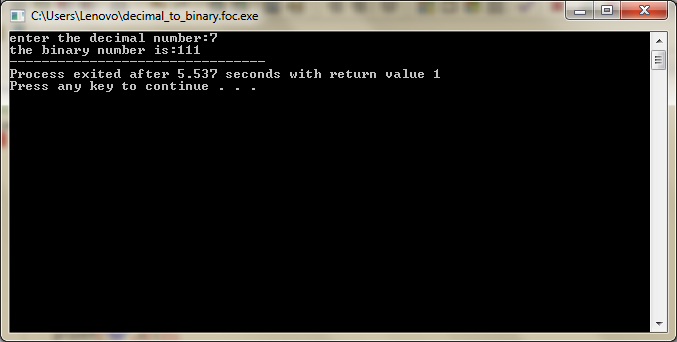 C:\Users\Lenovo\decimal_to_binary.foc.exe
enter the decimal number:7
the binary number is:111
--------------------------------
Process exited after 5.537 seconds with return value 1
Press any key to continue . . .